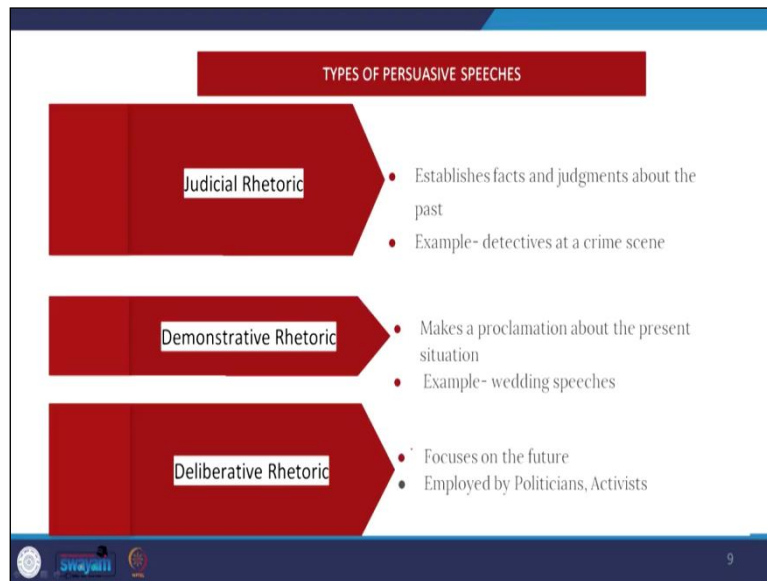 TYPES OF PERSUASIVE SPEECHES
Judicial Rhetoric
• Establishes facts and judgments about the
past
• Example- detectives at a crime scene
Demonstrative Rhetoric
• Makes a proclamation about the present
situation
• Example- wedding speeches
Deliberative Rhetoric
• Focuses on the future
• Employed by Politicians, Activists
swayam
9